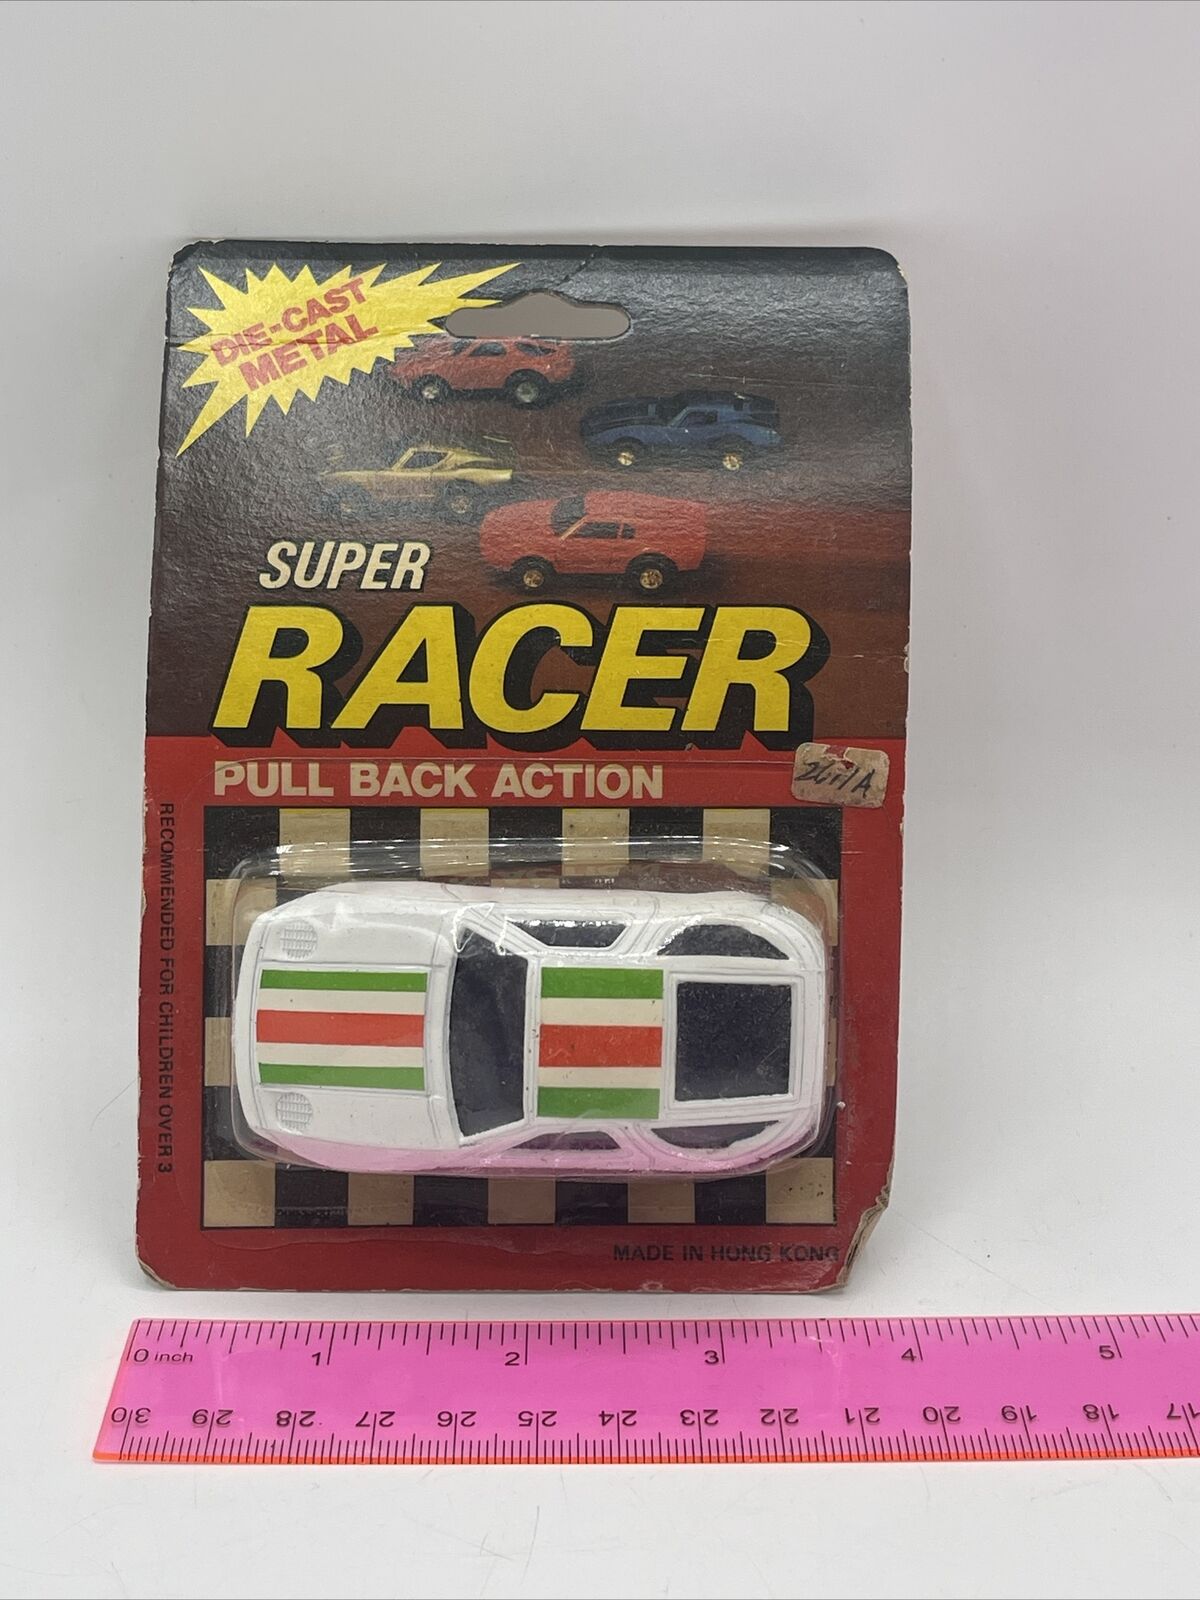 DIE-CAST
METAL
SUPER
RACER
PULL BACK ACTION
RECOMMENDED FOR CHILDREN OVER 3
MADE IN HONG KONG
0 inch 1 2 3 4 5
30 29 28 27 26 25 24 23 22 21 20 19 18 17